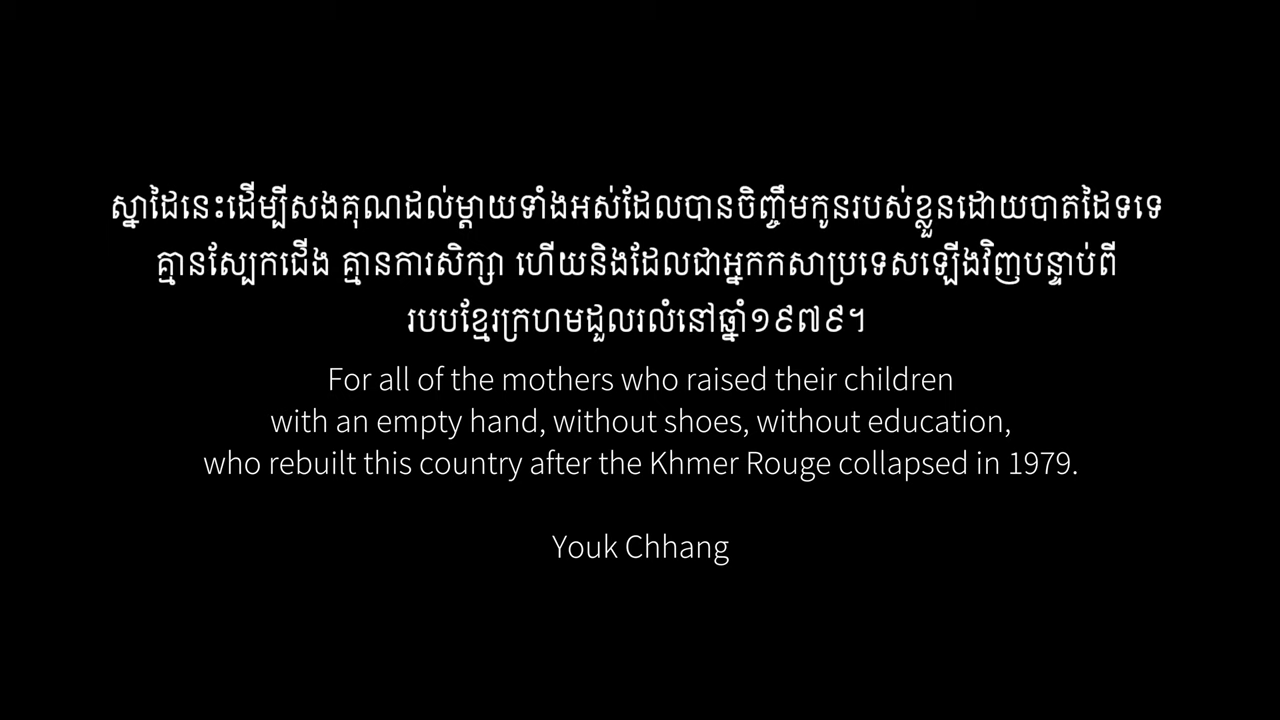 ស្នាដៃនេះដើម្បីសងគុណដល់ម្តាយទាំងអស់ដែលបានចិញ្ចឹមកូនរបស់ខ្លួនដោយបាតដៃទទេ
គ្មានស្បែកជើង គ្មានការសិក្សា ហើយនិងដែលជាអ្នកកសាប្រទេសឡើងវិញបន្ទាប់ពី
របបខ្មែរក្រហមដួលរលំនៅឆ្នាំ១៩៧៩។
For all of the mothers who raised their children
with an empty hand, without shoes, without education,
who rebuilt this country after the Khmer Rouge collapsed in 1979.
Youk Chhang